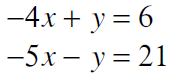 −4x + y = 6
−5x − y = 21